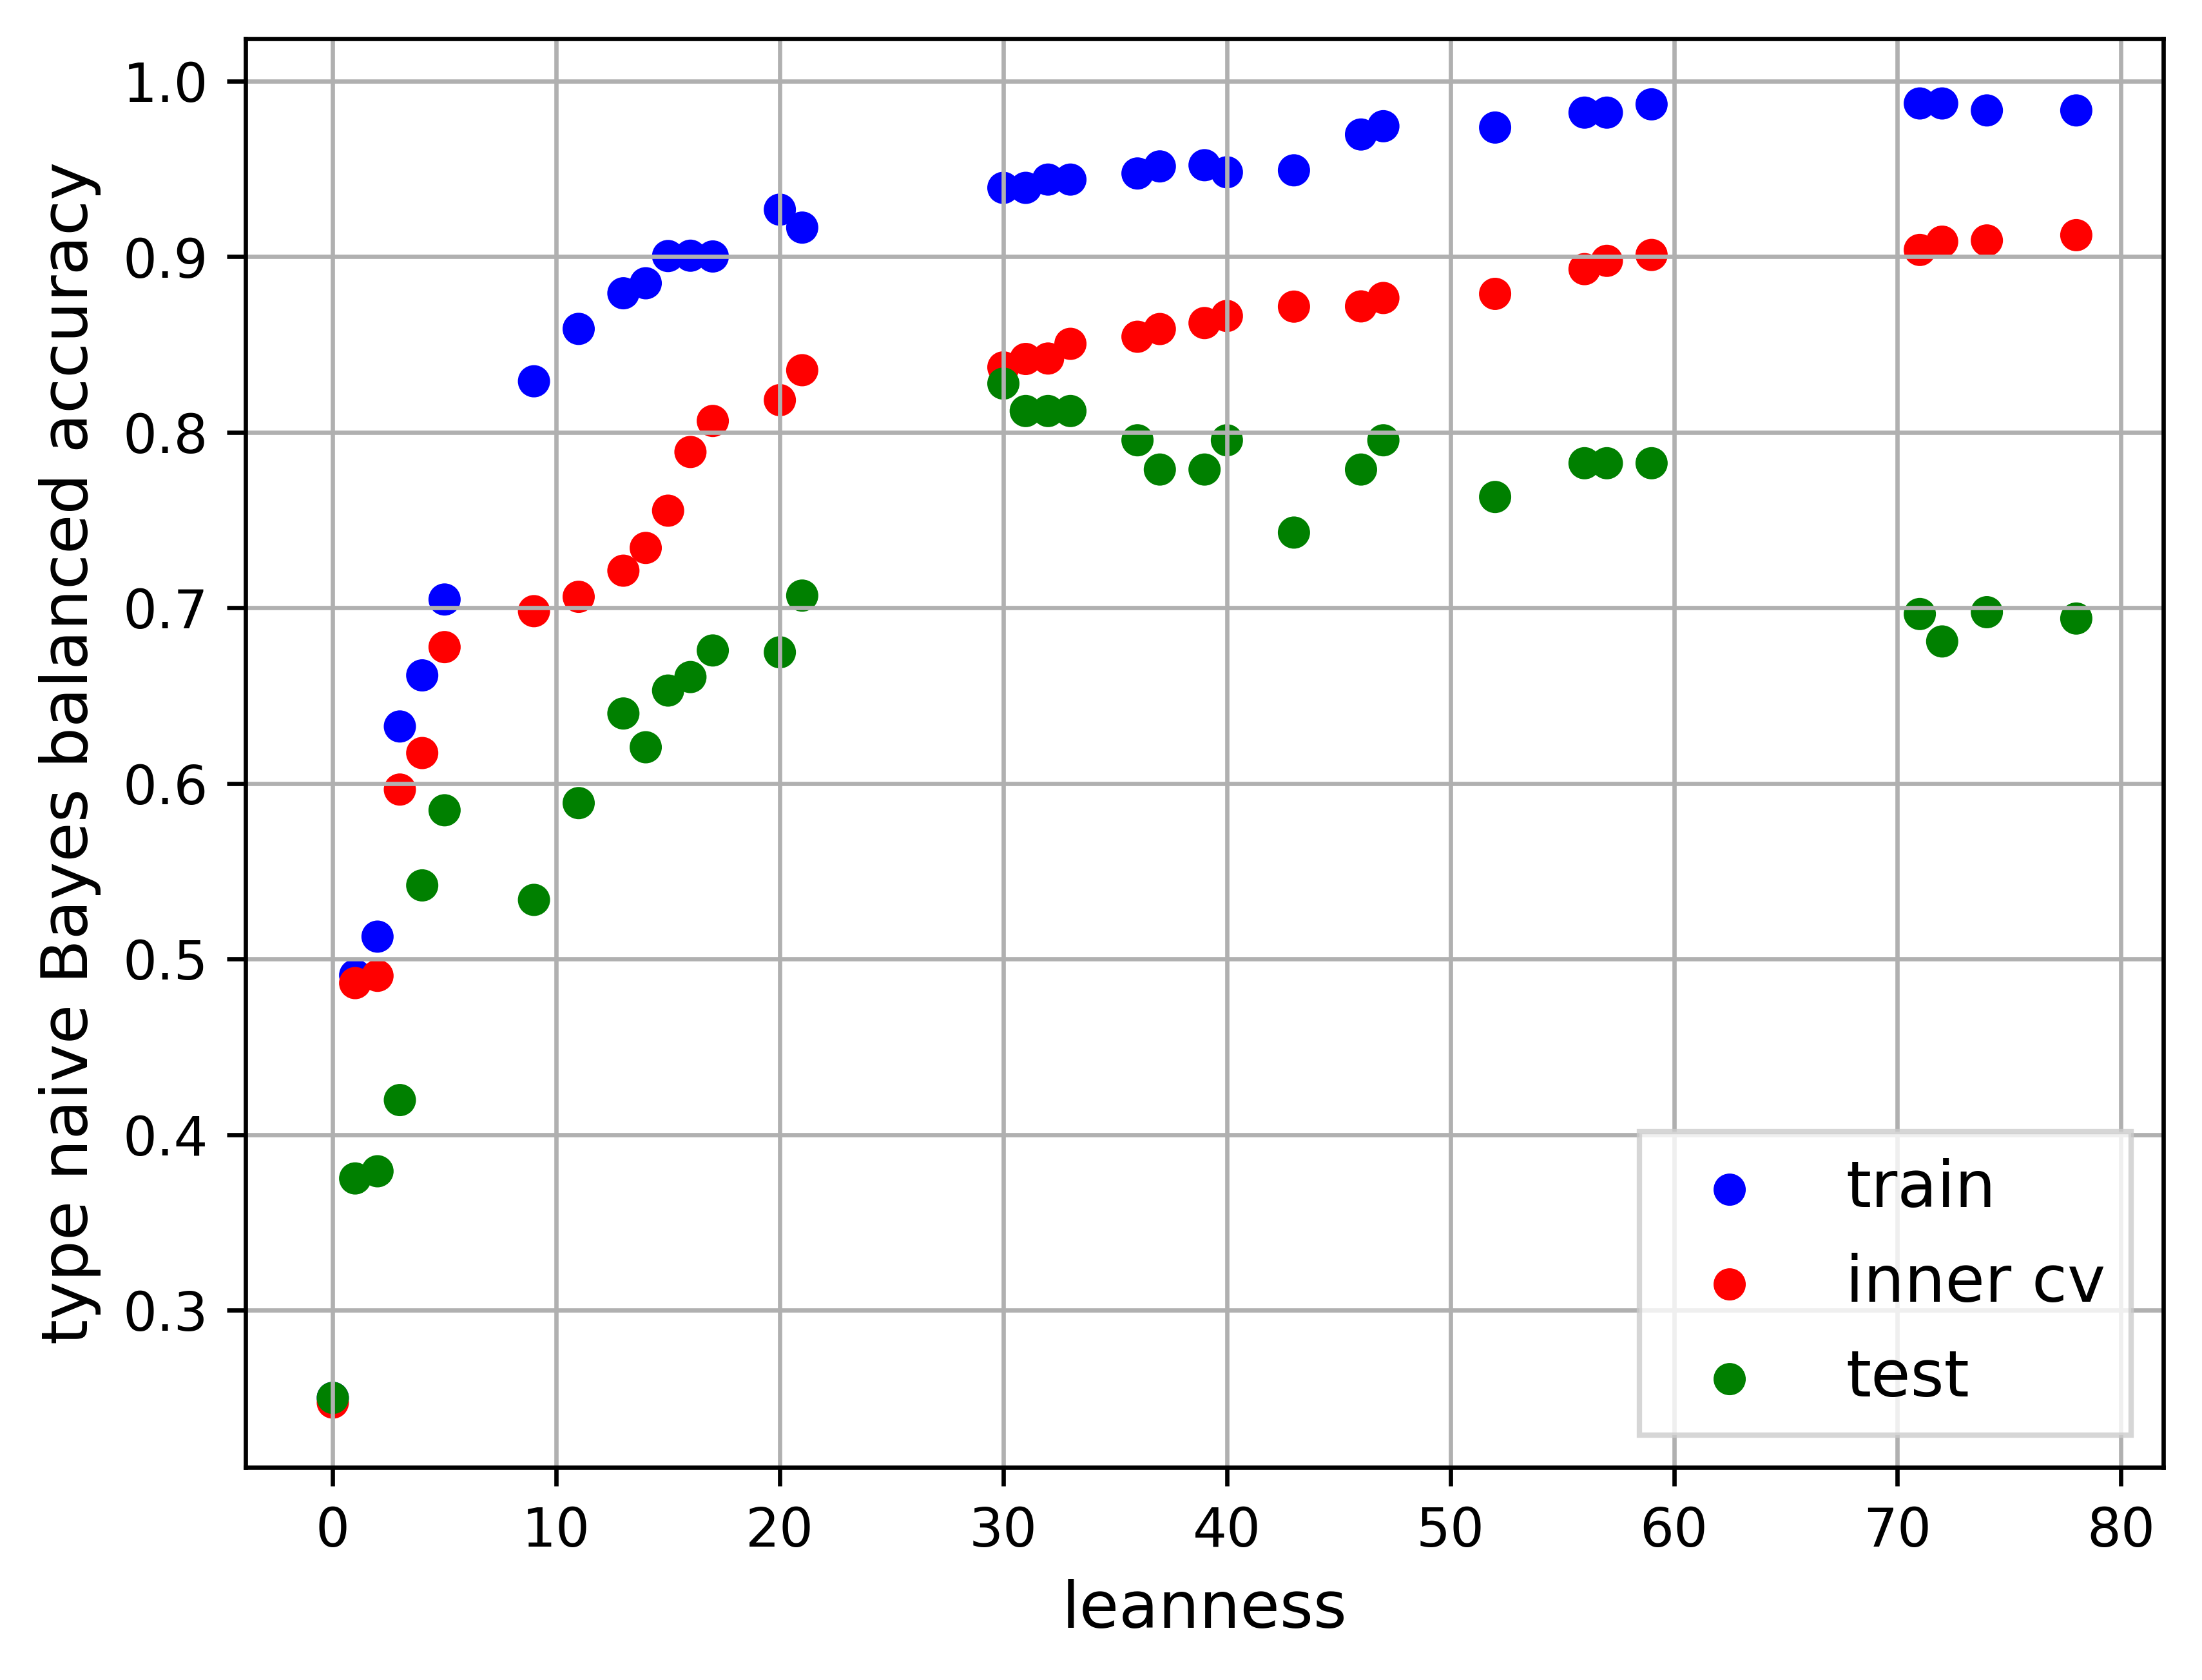 type naive Bayes balanced accuracy
1.0
0.9
0.8
0.7
0.6
0.5
0.4
0.3
train
inner cv
test
0 10 20 30 40 50 60 70 80
leanness